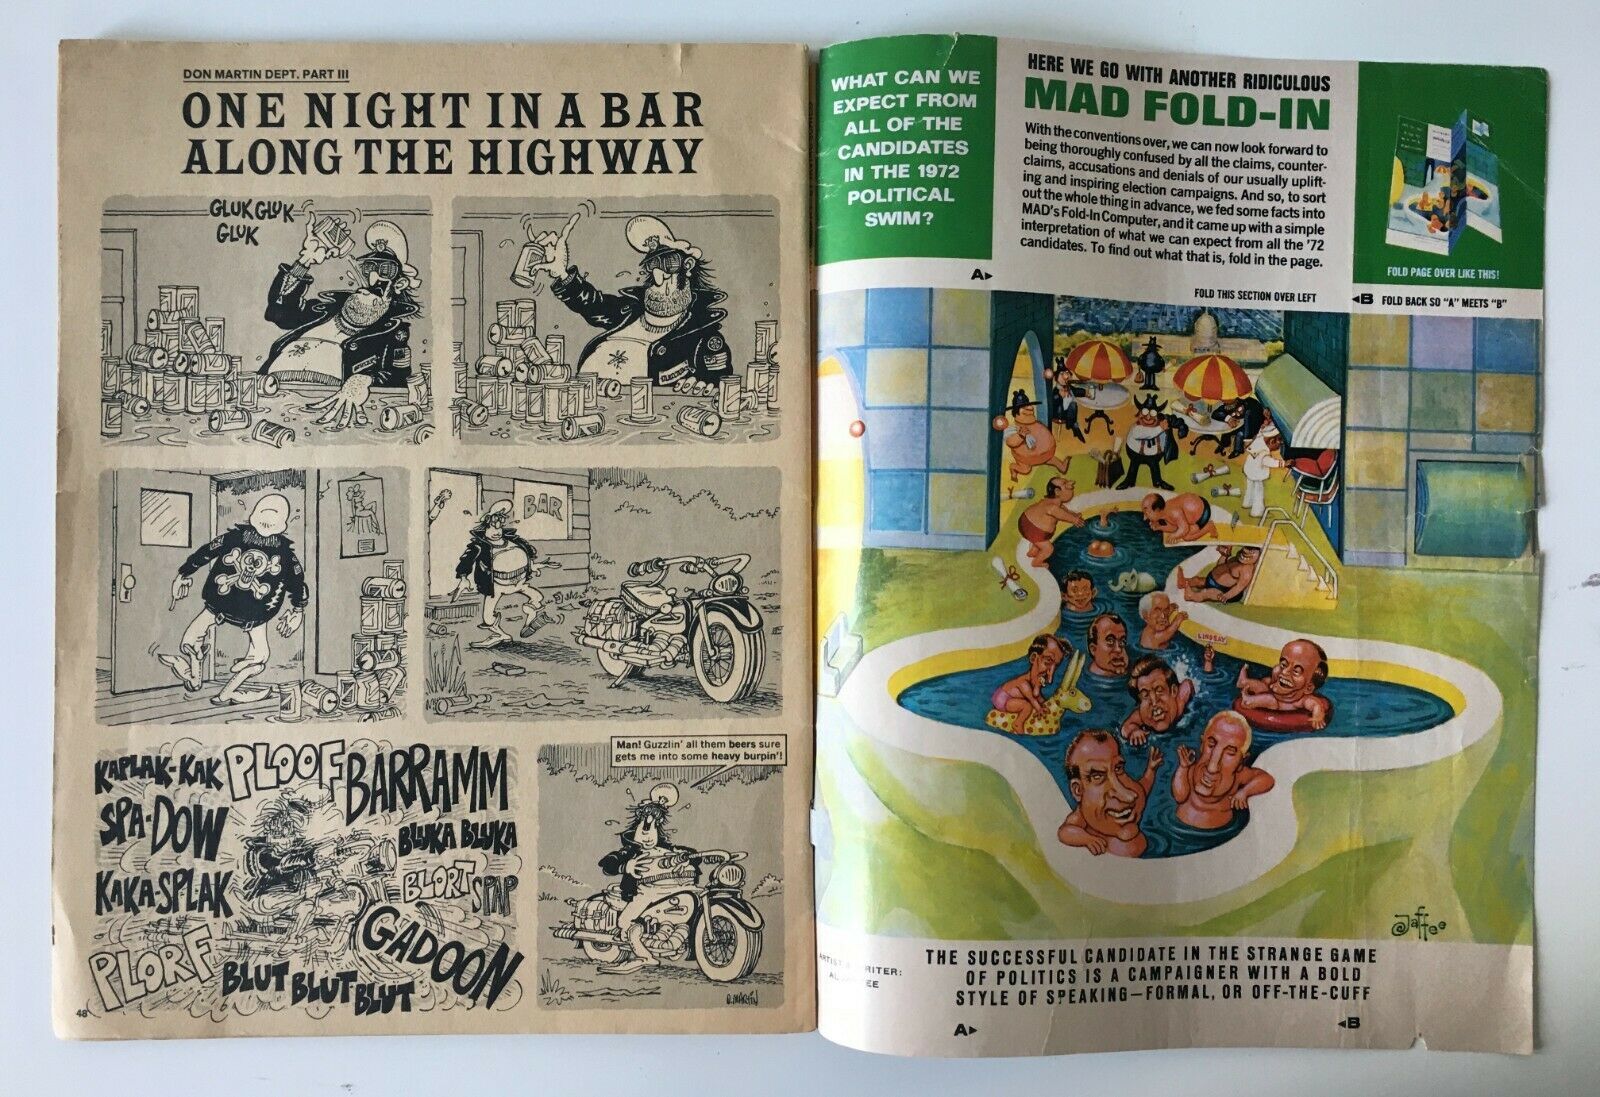 DON MARTIN DEPT. PART III
ONE NIGHT IN A BAR
ALONG THE HIGHWAY
GLUK GLUK
GLUK
BAR
KAPLAK-KAK
PLOOF
BARRAMM
SPA-DOW
BLUKA BLUKA
KAKA-SPLAK
BLORT
SPAP
PLORF
BLUT BLUT BLUT
GADOON
Man! Guzzlin' all them beers sure
gets me into some heavy burpin'!
D. MARTIN
48
WHAT CAN WE
EXPECT FROM
ALL OF THE
CANDIDATES
IN THE 1972
POLITICAL
SWIM?
A▸
HERE WE GO WITH ANOTHER RIDICULOUS
MAD FOLD-IN
With the conventions over, we can now look forward to
being thoroughly confused by all the claims, counter-
claims, accusations and denials of our usually uplift-
ing and inspiring election campaigns. And so, to sort
out the whole thing in advance, we fed some facts into
MAD's Fold-In Computer, and it came up with a simple
interpretation of what we can expect from all the '72
candidates. To find out what that is, fold in the page.
FOLD THIS SECTION OVER LEFT
FOLD PAGE OVER LIKE THIS!
◂B FOLD BACK SO "A" MEETS "B"
LINDSAY
Jaffee
THE SUCCESSFUL CANDIDATE IN THE STRANGE GAME
OF POLITICS IS A CAMPAIGNER WITH A BOLD
STYLE OF SPEAKING—FORMAL, OR OFF-THE-CUFF
A▸
◂B